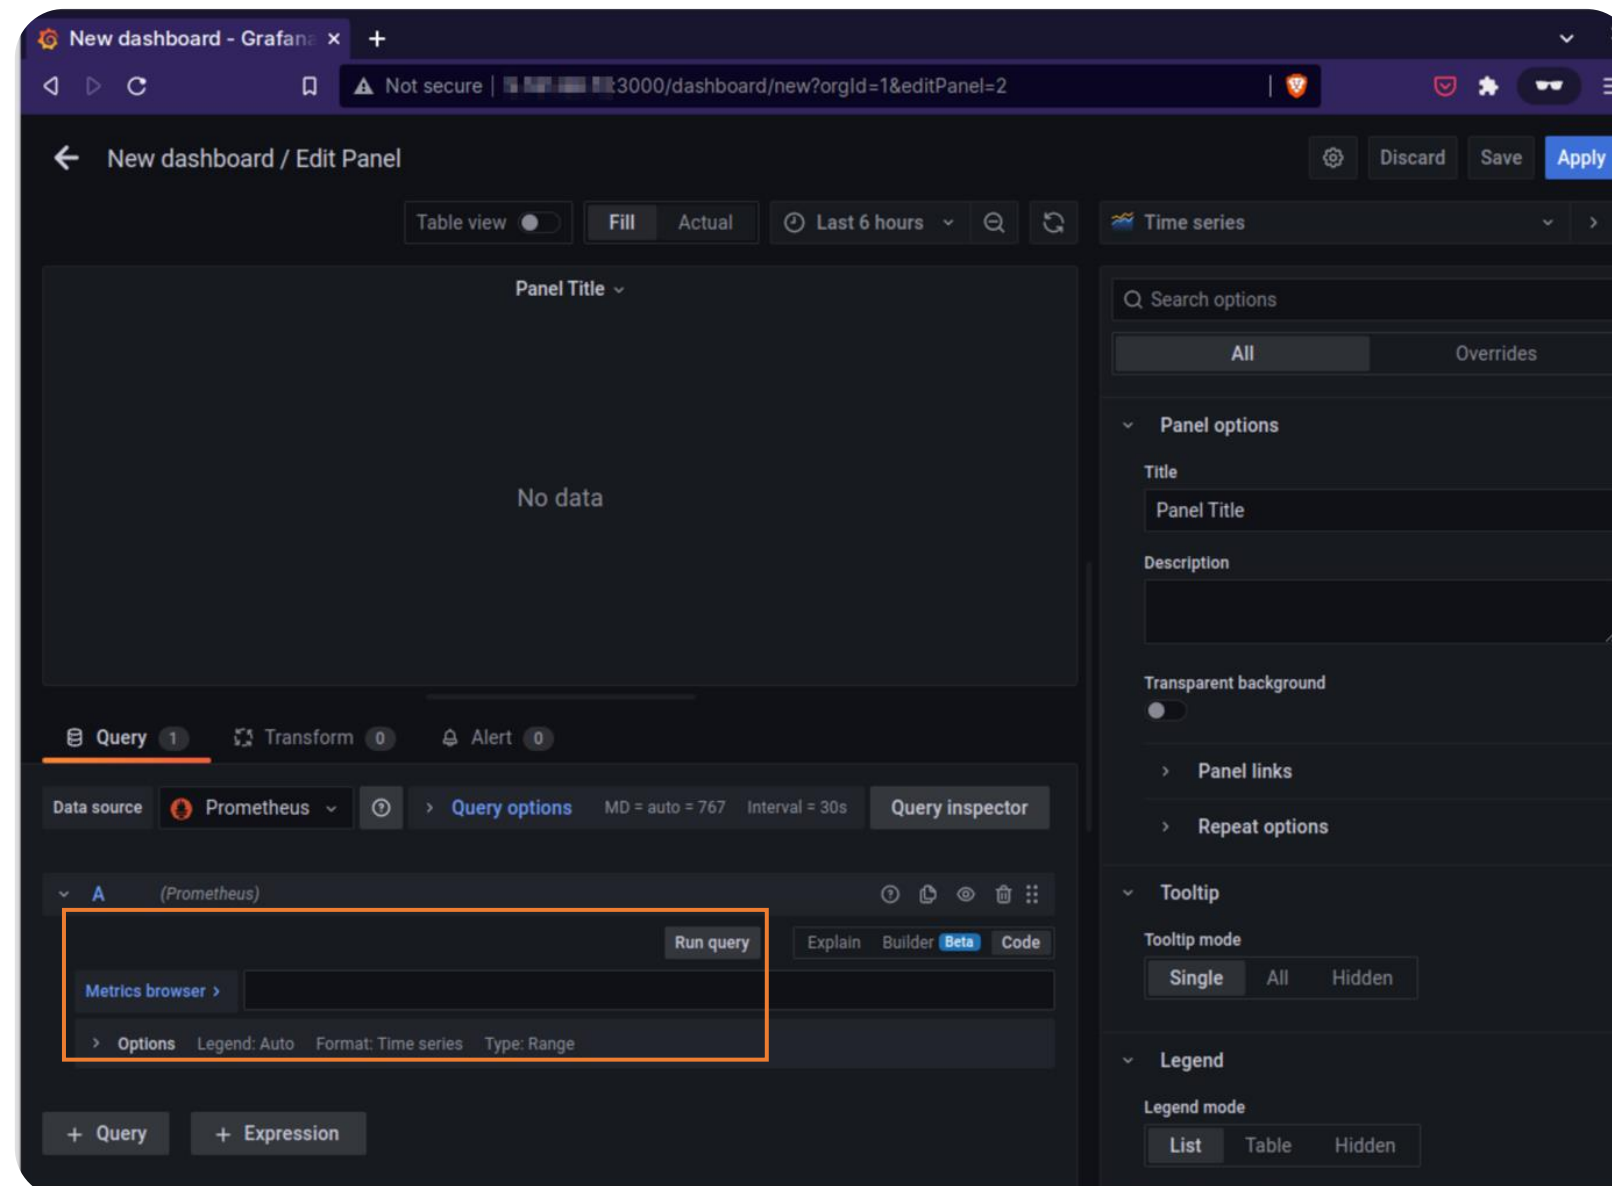 New dashboard - Grafana
Not secure :3000/dashboard/new?orgId=1&editPanel=2
New dashboard / Edit Panel
Discard Save Apply
Table view Fill Actual Last 6 hours Time series
Panel Title
Search options
All Overrides
No data
Panel options
Title
Panel Title
Description
Transparent background
Panel links
Repeat options
Query 1 Transform 0 Alert 0
Data source Prometheus Query options MD = auto = 767 Interval = 30s Query inspector
A (Prometheus)
Run query Explain Builder Beta Code
Metrics browser >
Options Legend: Auto Format: Time series Type: Range
+ Query + Expression
Tooltip
Tooltip mode
Single All Hidden
Legend
Legend mode
List Table Hidden